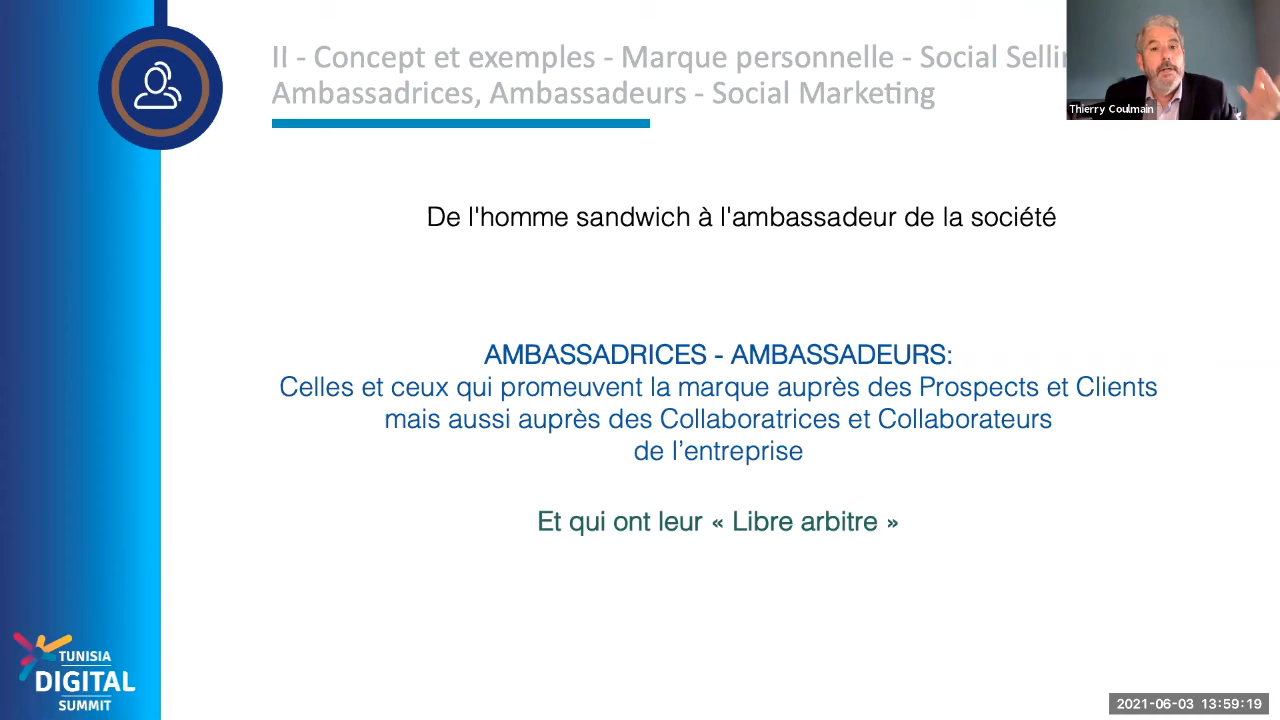 II - Concept et exemples - Marque personnelle - Social
Ambassadrices, Ambassadeurs - Social Marketing
Thierry Coulmain
De l'homme sandwich à l'ambassadeur de la société
AMBASSADRICES - AMBASSADEURS:
Celles et ceux qui promeuvent la marque auprès des Prospects et Clients
mais aussi auprès des Collaboratrices et Collaborateurs
de l’entreprise
Et qui ont leur « Libre arbitre »
TUNISIA
DIGITAL
SUMMIT
2021-06-03 13:59:19